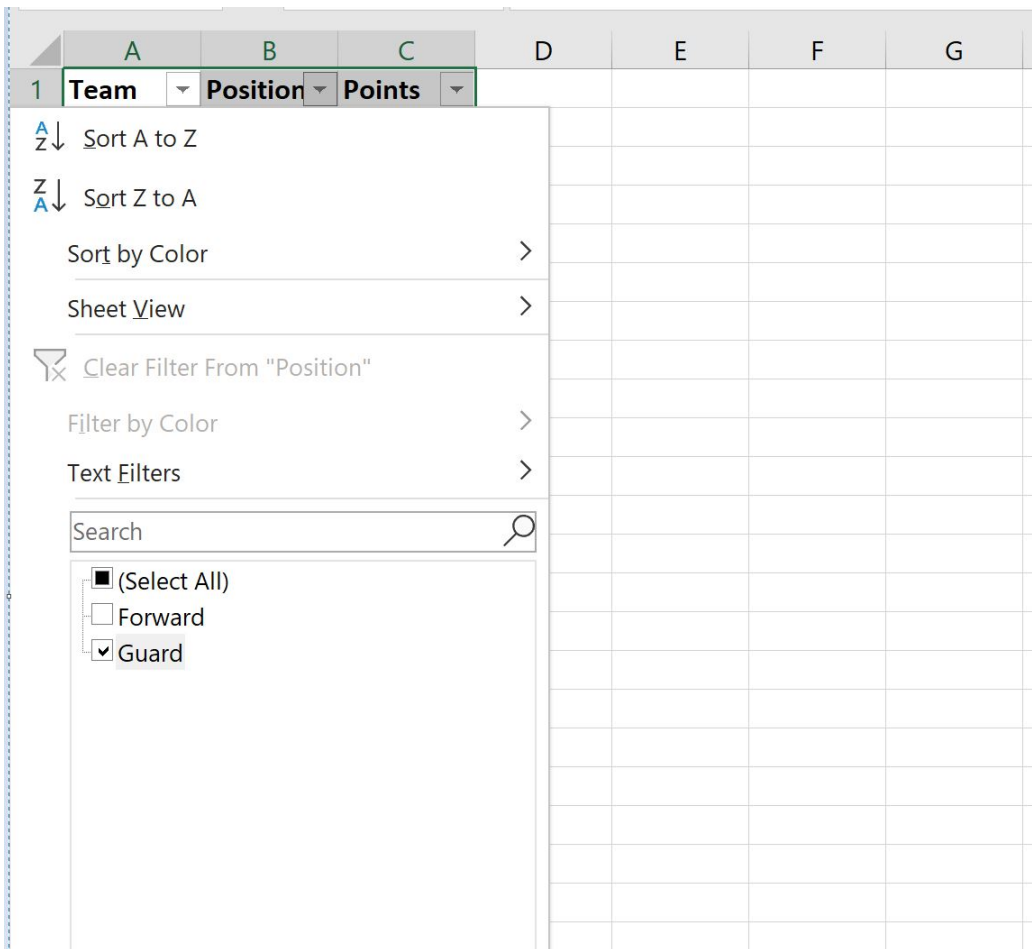 A B C D E F G
1 Team Position Points
Sort A to Z
Sort Z to A
Sort by Color
Sheet View
Clear Filter From "Position"
Filter by Color
Text Filters
Search
(Select All)
Forward
Guard